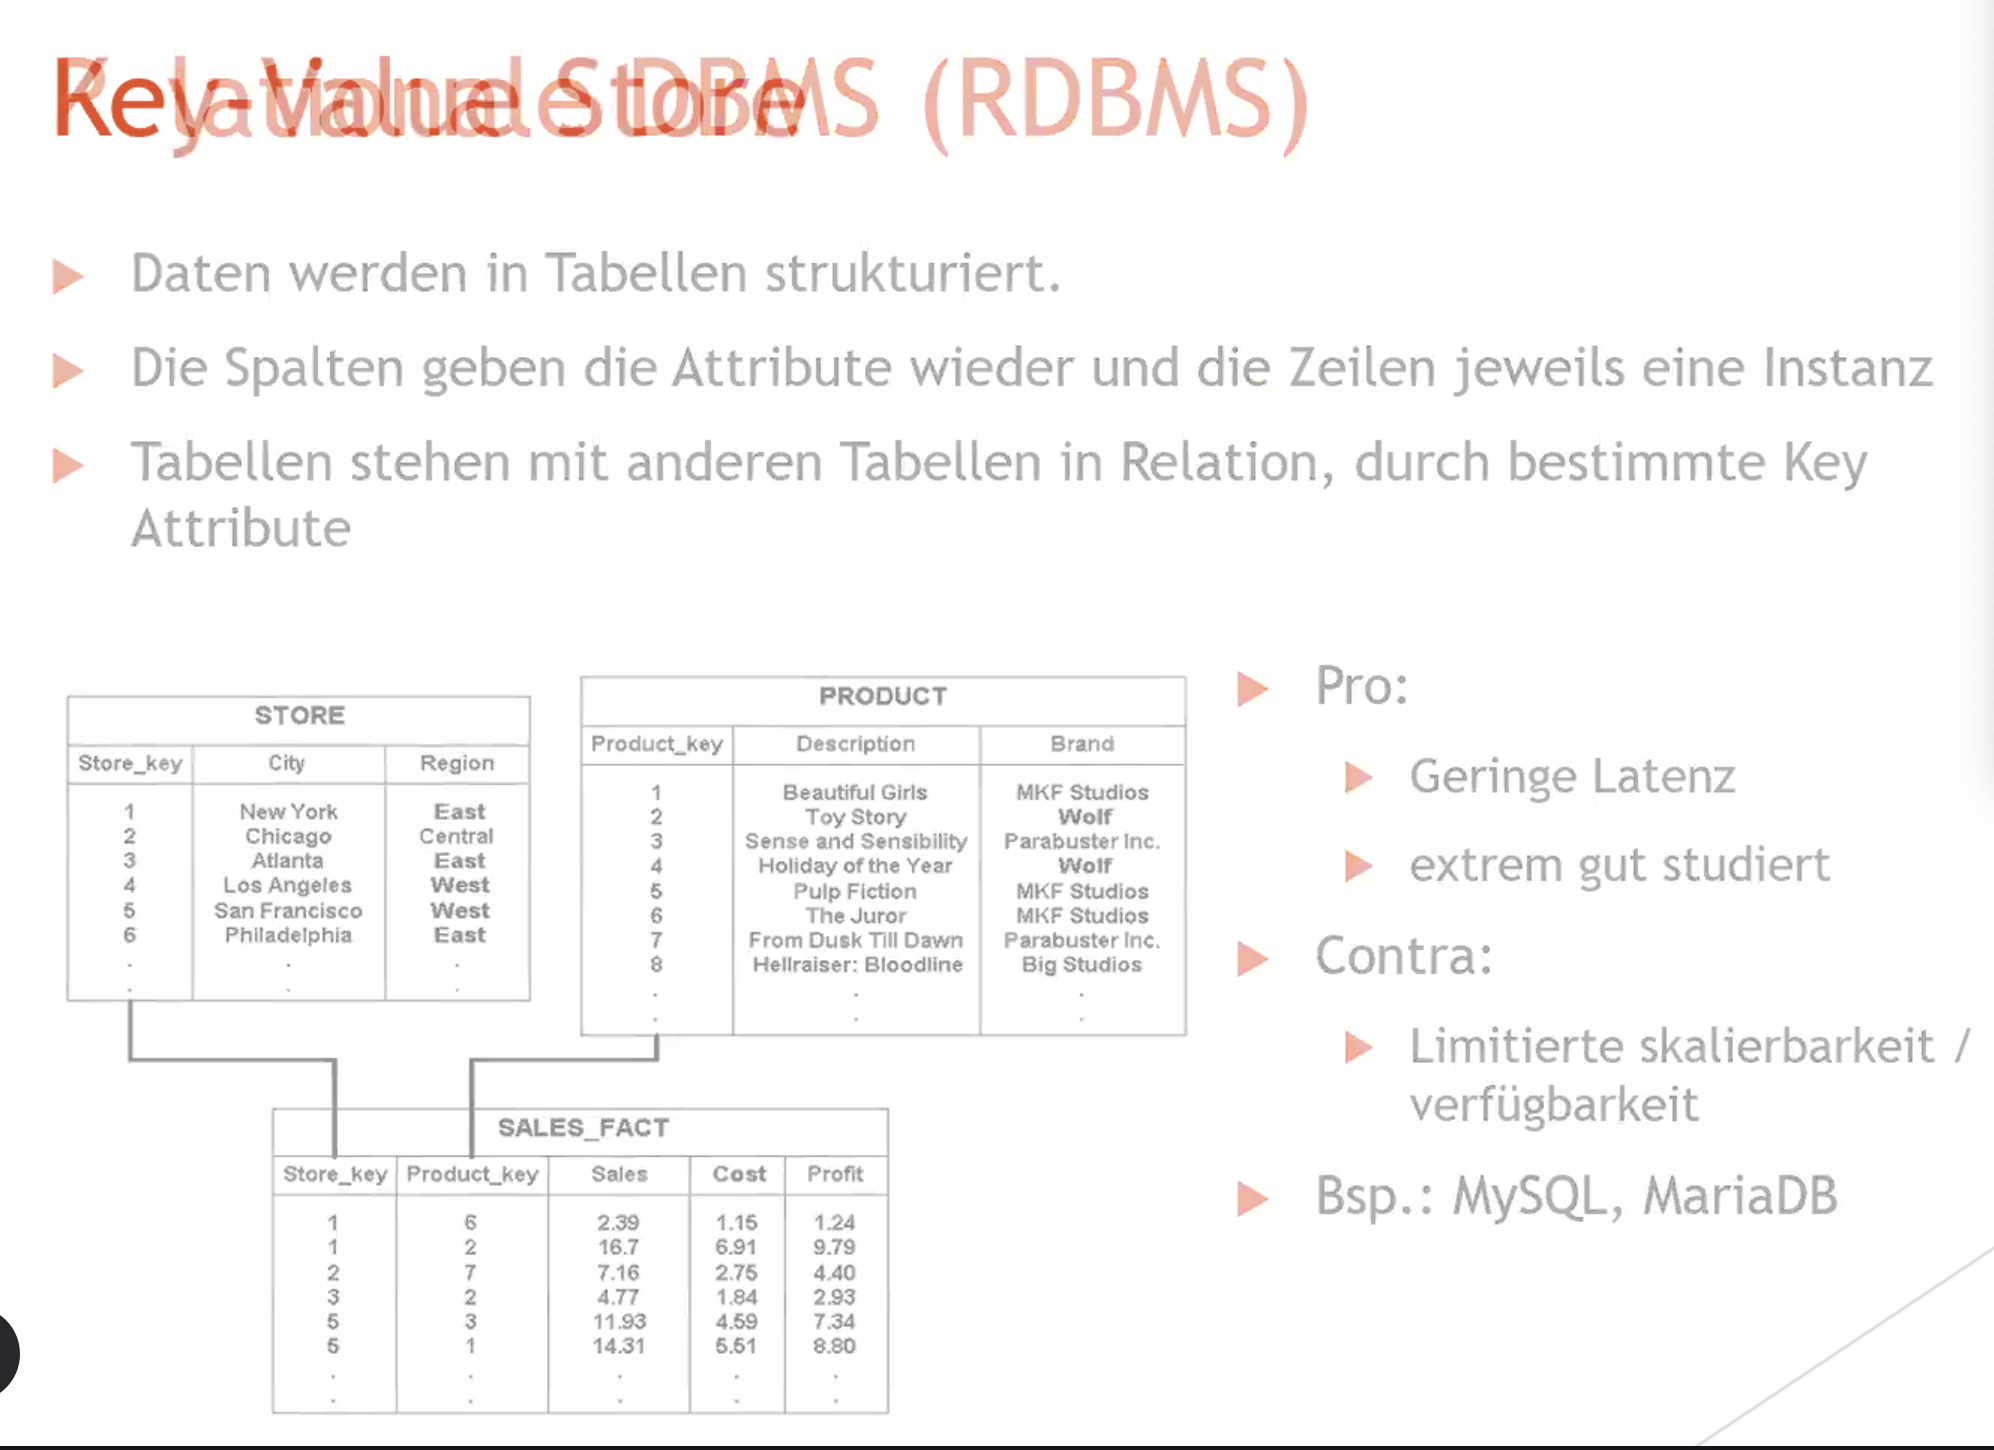 Key-Value Store
Relationale DBMS (RDBMS)
Daten werden in Tabellen strukturiert.
Die Spalten geben die Attribute wieder und die Zeilen jeweils eine Instanz
Tabellen stehen mit anderen Tabellen in Relation, durch bestimmte Key
Attribute
STORE
Store_key City Region
1 New York East
2 Chicago Central
3 Atlanta East
4 Los Angeles West
5 San Francisco West
6 Philadelphia East
. . .
. . .
PRODUCT
Product_key Description Brand
1 Beautiful Girls MKF Studios
2 Toy Story Wolf
3 Sense and Sensibility Parabuster Inc.
4 Holiday of the Year Wolf
5 Pulp Fiction MKF Studios
6 The Juror MKF Studios
7 From Dusk Till Dawn Parabuster Inc.
8 Hellraiser: Bloodline Big Studios
. . .
. . .
SALES_FACT
Store_key Product_key Sales Cost Profit
1 6 2.39 1.15 1.24
1 2 16.7 6.91 9.79
2 7 7.16 2.75 4.40
3 2 4.77 1.84 2.93
5 3 11.93 4.59 7.34
5 1 14.31 5.51 8.80
. . . . .
. . . . .
Pro:
Geringe Latenz
extrem gut studiert
Contra:
Limitierte skalierbarkeit /
verfügbarkeit
Bsp.: MySQL, MariaDB